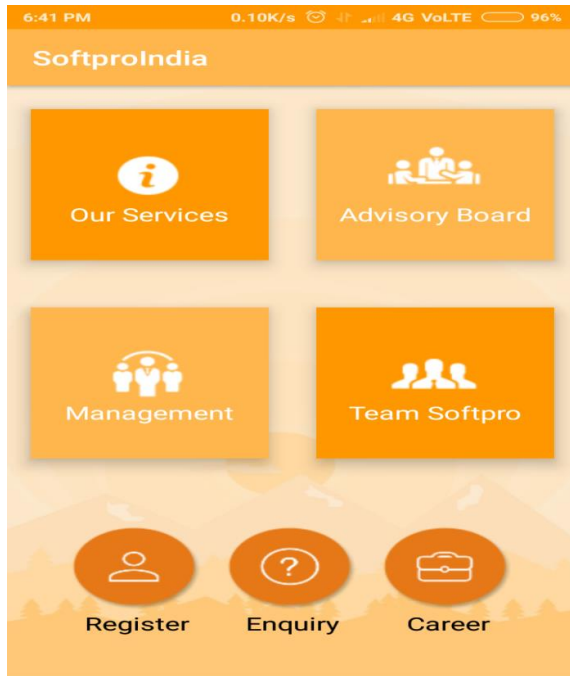 6:41 PM 0.10K/s 4G VoLTE 96%
SoftproIndia
Our Services Advisory Board
Management Team Softpro
Register Enquiry Career